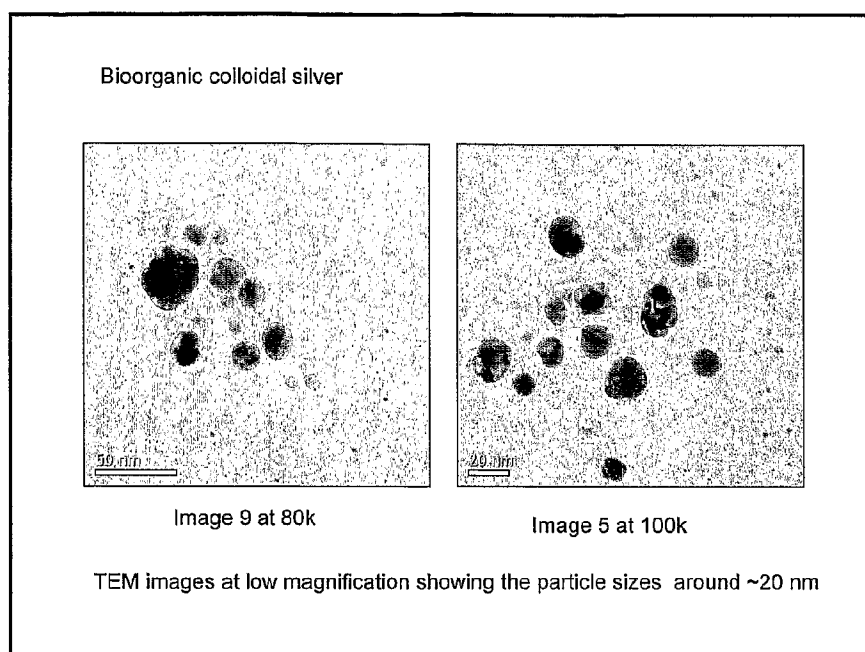 Bioorganic colloidal silver
50 nm
20 nm
Image 9 at 80k
Image 5 at 100k
TEM images at low magnification showing the particle sizes around ~20 nm